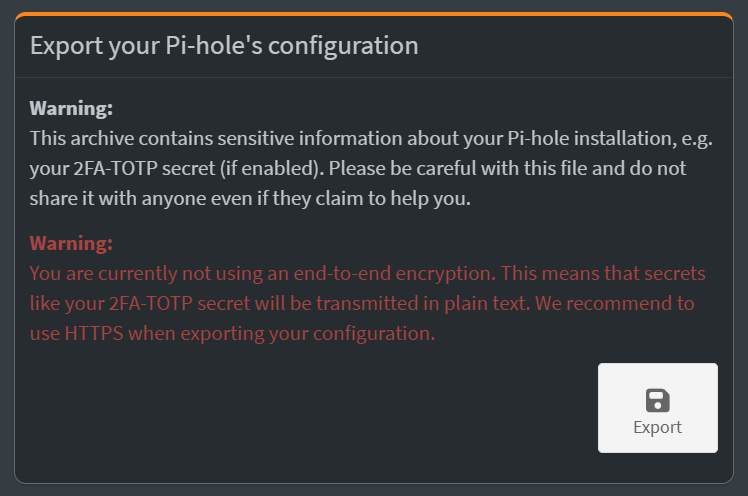 Export your Pi-hole's configuration
Warning:
This archive contains sensitive information about your Pi-hole installation, e.g.
your 2FA-TOTP secret (if enabled). Please be careful with this file and do not
share it with anyone even if they claim to help you.
Warning:
You are currently not using an end-to-end encryption. This means that secrets
like your 2FA-TOTP secret will be transmitted in plain text. We recommend to
use HTTPS when exporting your configuration.
Export